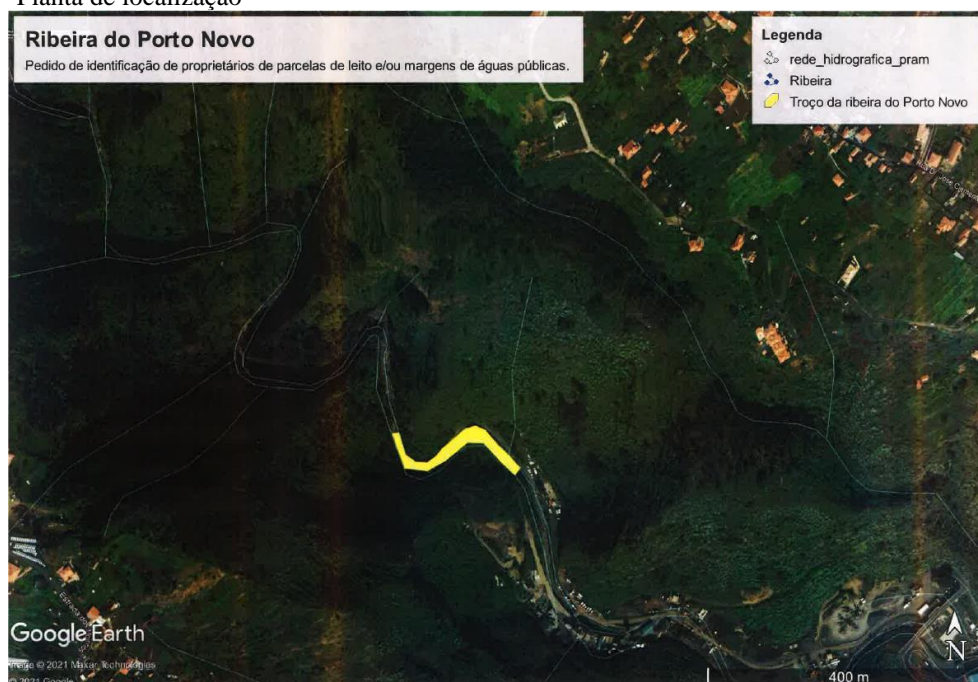 Planta de localização
Ribeira do Porto Novo
Pedido de identificação de proprietários de parcelas de leito e/ou margens de águas públicas.
Legenda
rede_hidrografica_pram
Ribeira
Troço da ribeira do Porto Novo
Google Earth
© 2021 Maxar Technologies
© 2021 Google
400 m
N